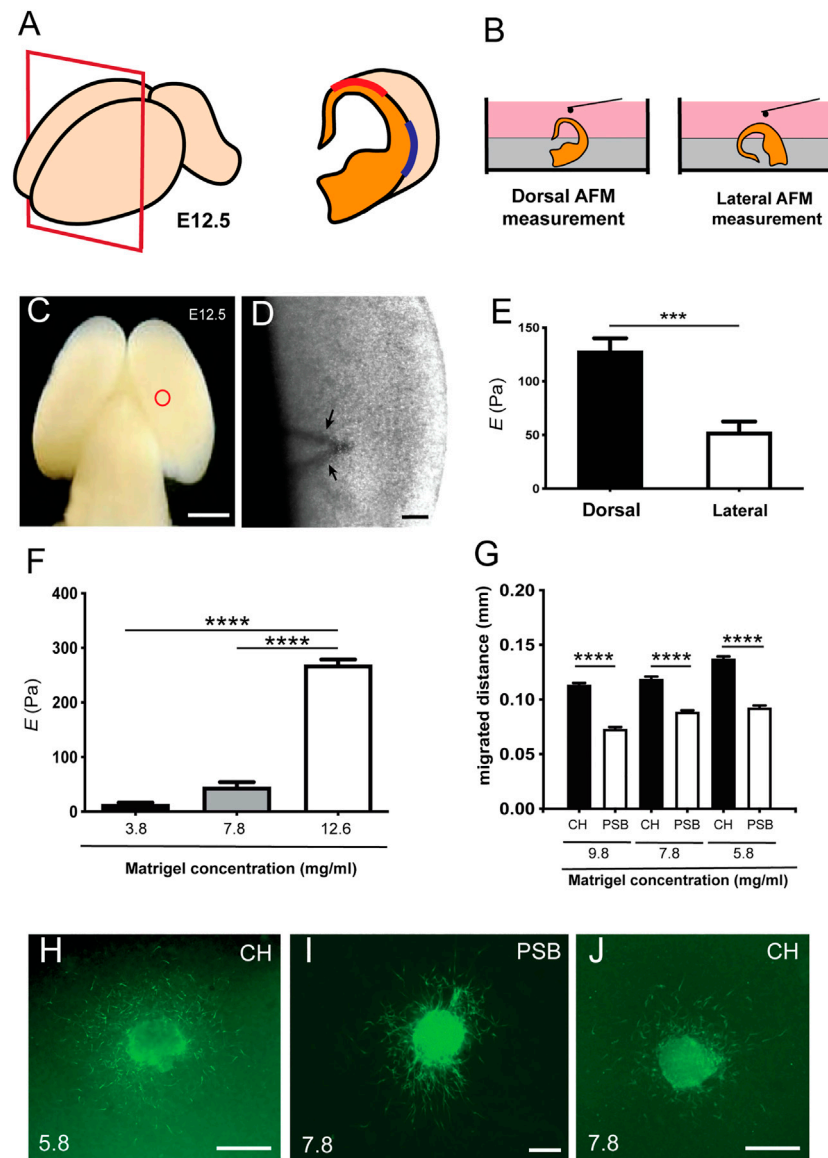 A
E12.5
B
Dorsal AFM
measurement
Lateral AFM
measurement
C
E12.5
D
E
***
E (Pa)
150
100
50
0
Dorsal
Lateral
F
E (Pa)
400
300
200
100
0
****
****
3.8
7.8
12.6
Matrigel concentration (mg/ml)
G
migrated distance (mm)
0.20
0.15
0.10
0.05
0.00
****
****
****
CH PSB CH PSB CH PSB
9.8 7.8 5.8
Matrigel concentration (mg/ml)
H
CH
5.8
I
PSB
7.8
J
CH
7.8